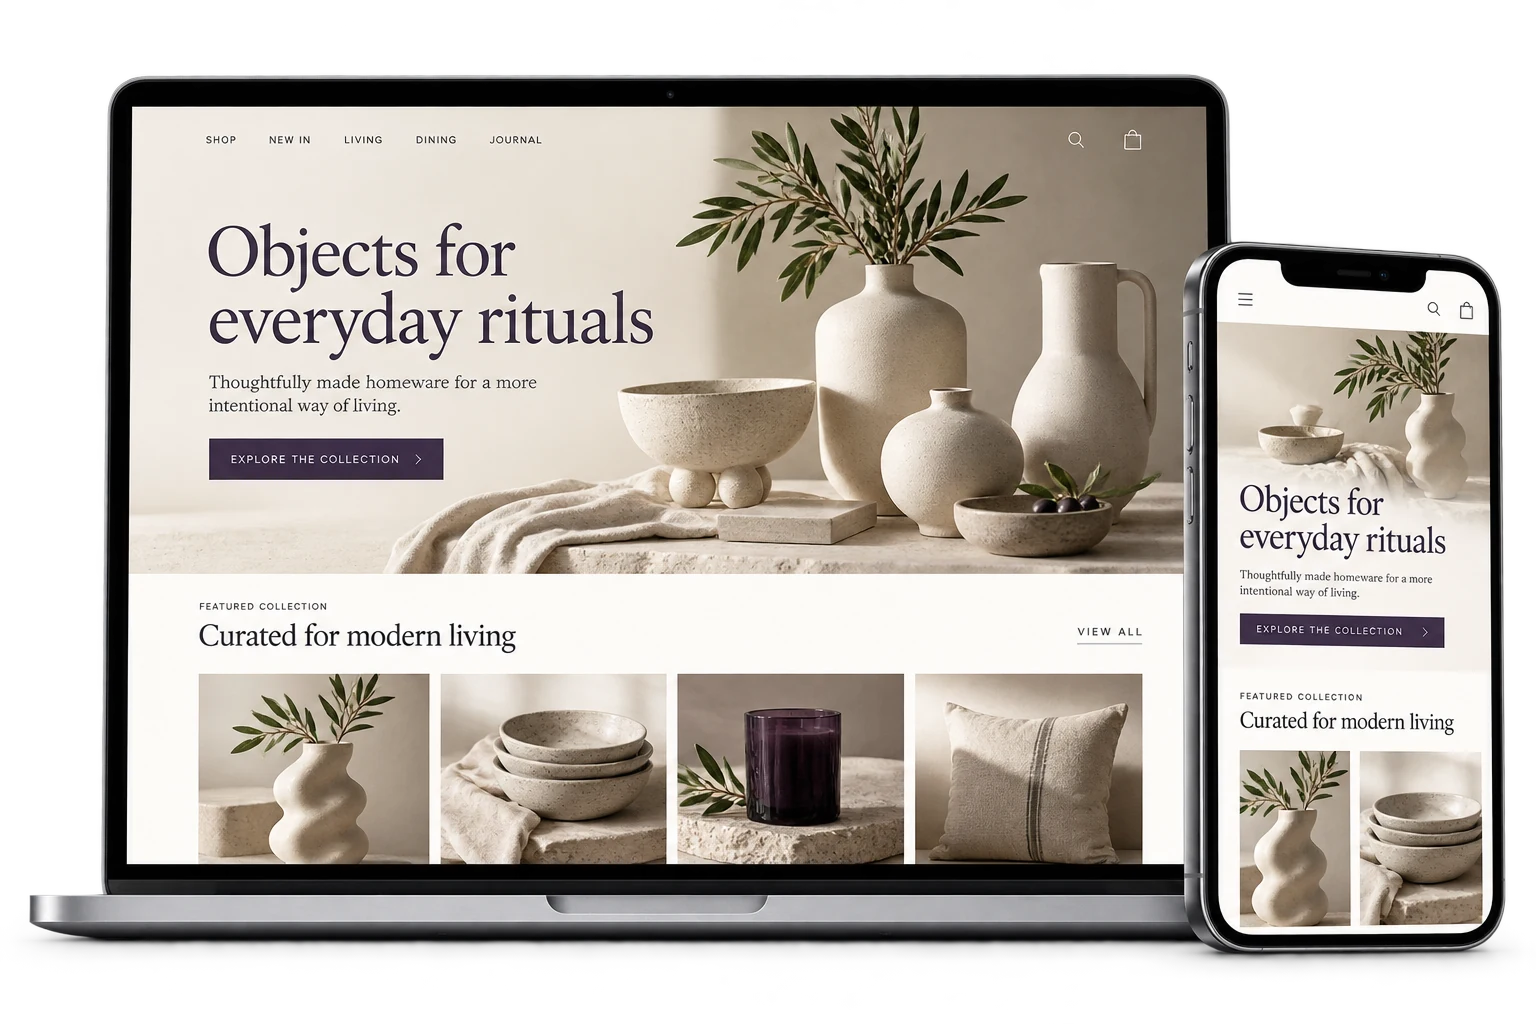 SHOP NEW IN LIVING DINING JOURNAL
Objects for
everyday rituals
Thoughtfully made homeware for a more
intentional way of living.
EXPLORE THE COLLECTION
FEATURED COLLECTION
Curated for modern living
VIEW ALL
Objects for
everyday rituals
Thoughtfully made homeware for a more
intentional way of living.
EXPLORE THE COLLECTION
FEATURED COLLECTION
Curated for modern living